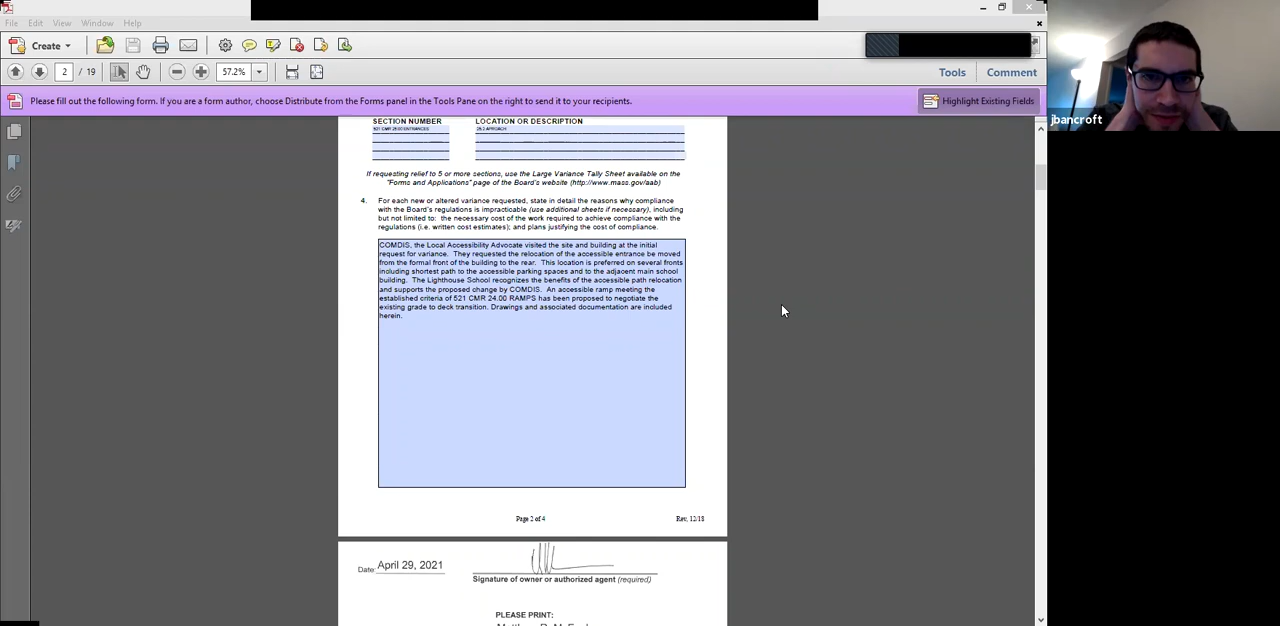 File Edit View Window Help
Create
2 / 19 57.2% Tools Comment
Please fill out the following form. If you are a form author, choose Distribute from the Forms panel in the Tools Pane on the right to send it to your recipients. Highlight Existing Fields
jbancroft
SECTION NUMBER LOCATION OR DESCRIPTION
521 CMR 25.00 ENTRANCES
If requesting relief to 5 or more sections, use the Large Variance Tally Sheet available on the
"Forms and Applications" page of the Board's website (http://www.mass.gov/aab)
4. For each new or altered variance requested, state in detail the reasons why compliance
with the Board's regulations is impracticable (use additional sheets if necessary), including
but not limited to: the necessary cost of the work required to achieve compliance with the
regulations (i.e. written cost estimates); and plans justifying the cost of compliance.
COMDIS, the Local Accessibility Advocate visited the site and building at the initial
request for variance. They requested the relocation of the accessible entrance be moved
from the formal front of the building to the rear. This location is preferred on several fronts
including shortest path to the accessible parking spaces and to the adjacent main school
building. The Lighthouse School recognizes the benefits of the accessible path relocation
and supports the proposed change by COMDIS. An accessible ramp meeting the
established criteria of 521 CMR 24.00 RAMPS has been proposed to negotiate the
existing grade to deck transition. Drawings and associated documentation are included
herein.
Page 2 of 4 Rev, 12/18
Date: April 29, 2021
Signature of owner or authorized agent (required)
PLEASE PRINT: